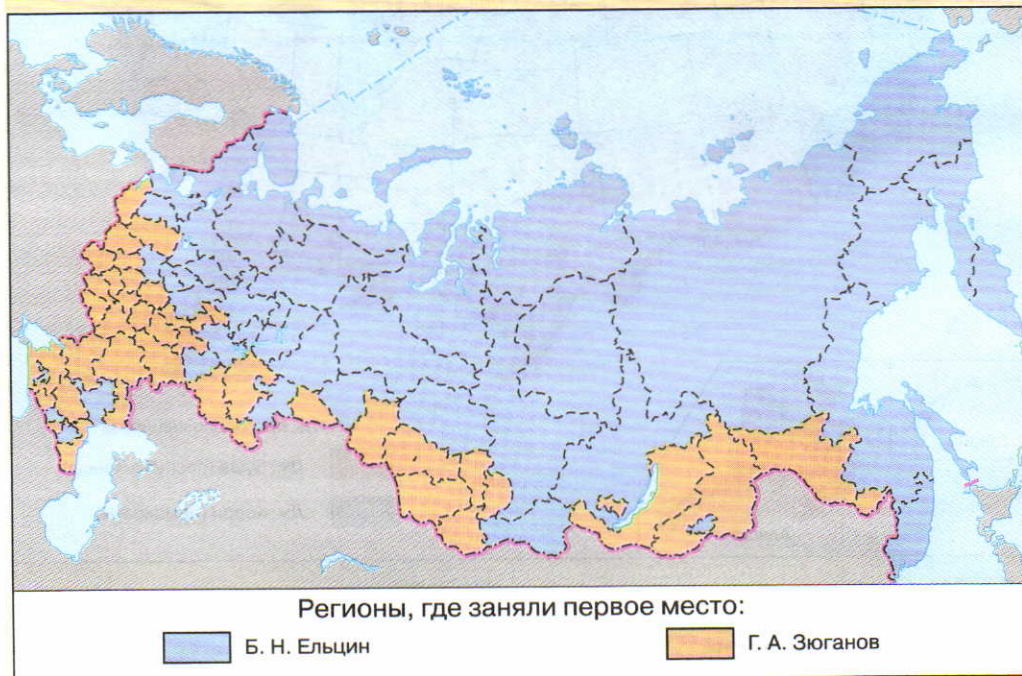 Регионы, где заняли первое место:
Б. Н. Ельцин
Г. А. Зюганов